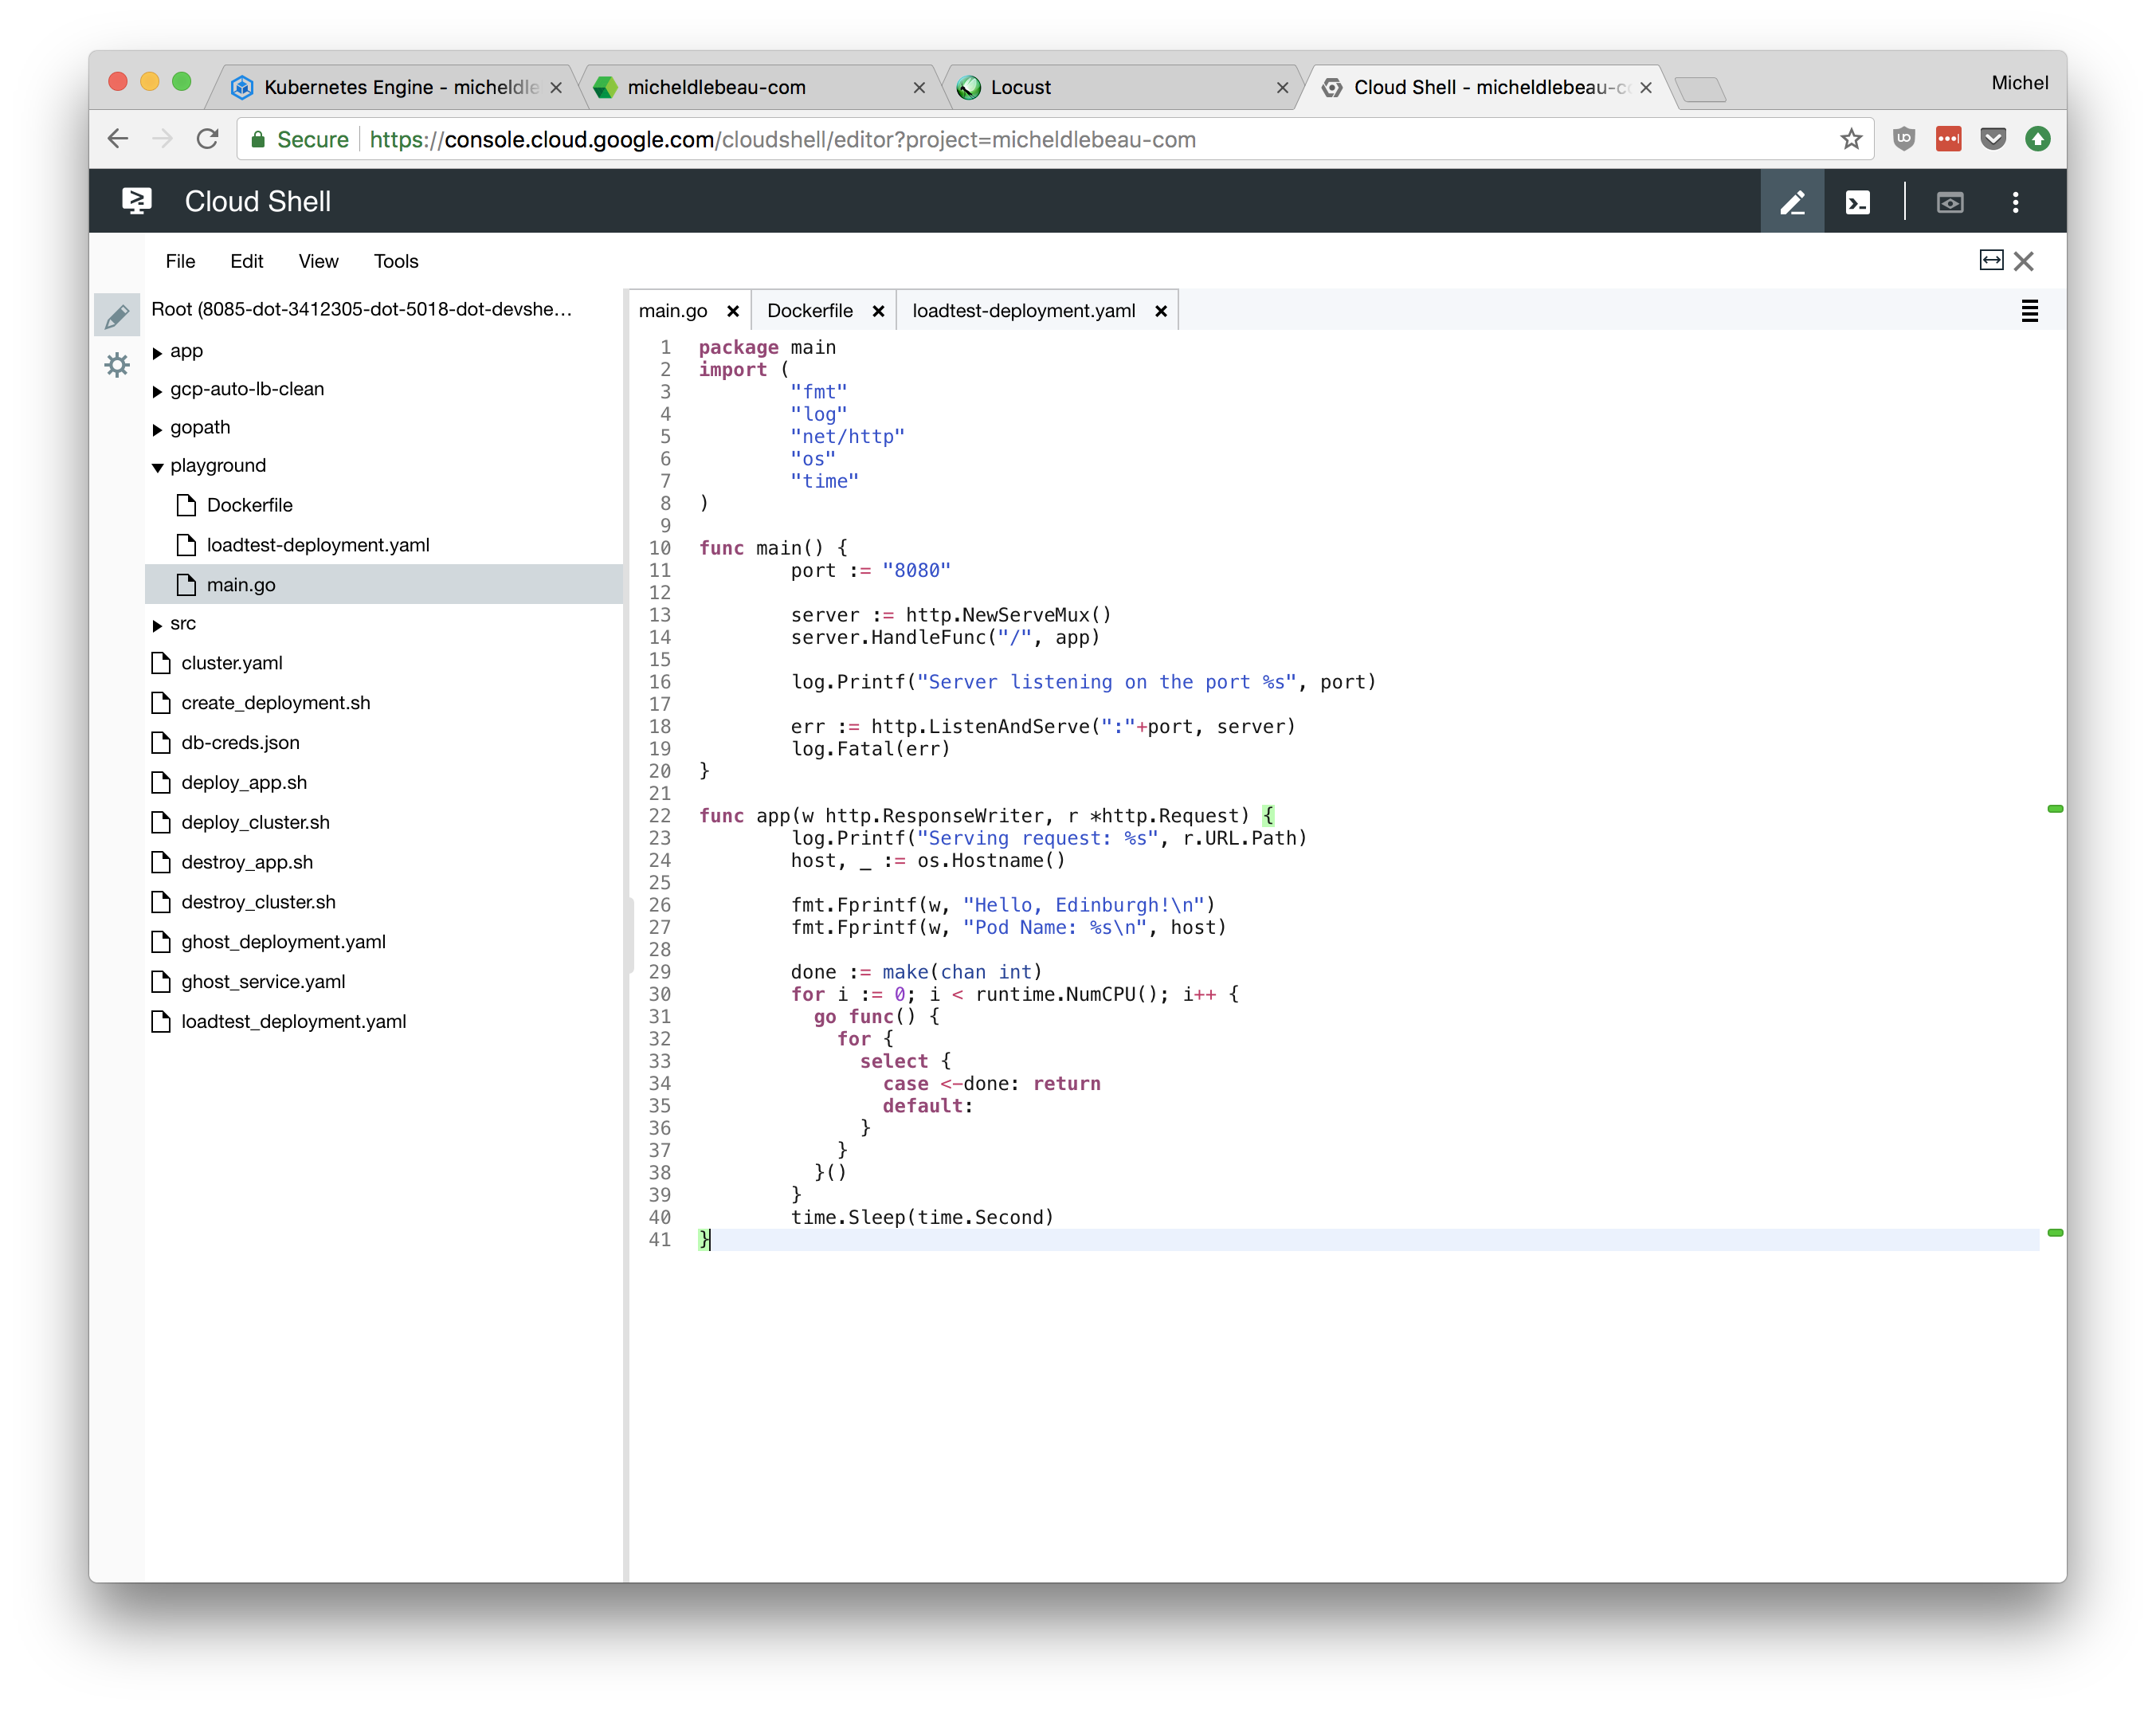 Kubernetes Engine - micheldle
micheldlebeau-com
Locust
Cloud Shell - micheldlebeau-c
Michel
Secure https://console.cloud.google.com/cloudshell/editor?project=micheldlebeau-com
Cloud Shell
File Edit View Tools
Root (8085-dot-3412305-dot-5018-dot-devshe…
app
gcp-auto-lb-clean
gopath
playground
Dockerfile
loadtest-deployment.yaml
main.go
src
cluster.yaml
create_deployment.sh
db-creds.json
deploy_app.sh
deploy_cluster.sh
destroy_app.sh
destroy_cluster.sh
ghost_deployment.yaml
ghost_service.yaml
loadtest_deployment.yaml
main.go Dockerfile loadtest-deployment.yaml
1 package main
2 import (
3 "fmt"
4 "log"
5 "net/http"
6 "os"
7 "time"
8 )
9
10 func main() {
11 port := "8080"
12
13 server := http.NewServeMux()
14 server.HandleFunc("/", app)
15
16 log.Printf("Server listening on the port %s", port)
17
18 err := http.ListenAndServe(":"+port, server)
19 log.Fatal(err)
20 }
21
22 func app(w http.ResponseWriter, r *http.Request) {
23 log.Printf("Serving request: %s", r.URL.Path)
24 host, _ := os.Hostname()
25
26 fmt.Fprintf(w, "Hello, Edinburgh!\n")
27 fmt.Fprintf(w, "Pod Name: %s\n", host)
28
29 done := make(chan int)
30 for i := 0; i < runtime.NumCPU(); i++ {
31 go func() {
32 for {
33 select {
34 case <-done: return
35 default:
36 }
37 }
38 }()
39 }
40 time.Sleep(time.Second)
41 }